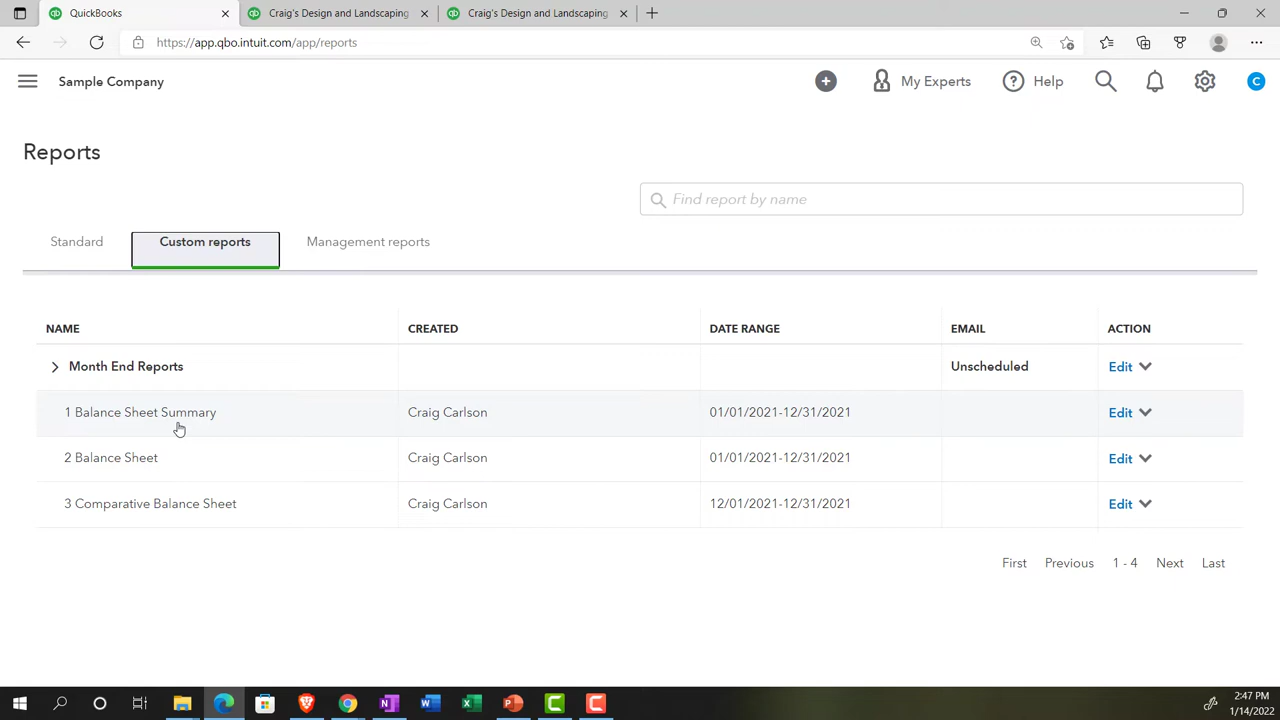 QuickBooks
Craig's Design and Landscaping
Craig's Design and Landscaping
https://app.qbo.intuit.com/app/reports
Sample Company
My Experts
Help
C
Reports
Find report by name
Standard
Custom reports
Management reports
NAME
CREATED
DATE RANGE
EMAIL
ACTION
Month End Reports
Unscheduled
Edit
1 Balance Sheet Summary
Craig Carlson
01/01/2021-12/31/2021
Edit
2 Balance Sheet
Craig Carlson
01/01/2021-12/31/2021
Edit
3 Comparative Balance Sheet
Craig Carlson
12/01/2021-12/31/2021
Edit
First
Previous
1 - 4
Next
Last
2:47 PM
1/14/2022